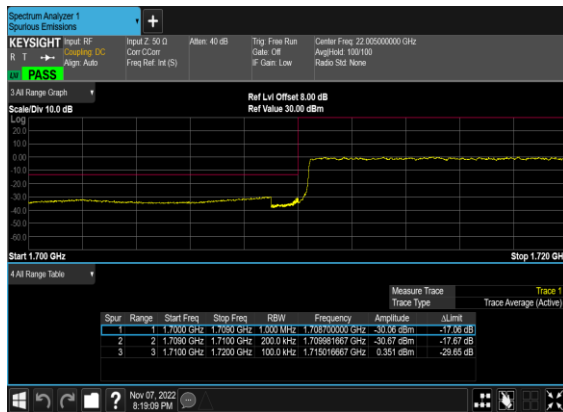 Spectrum Analyzer 1
Spurious Emissions
KEYSIGHT Input: RF Input Z: 50 Ω Atten: 40 dB Trig: Free Run Center Freq: 22.005000000 GHz
R T Coupling: DC Corr CCorr Gate: Off Avg|Hold: 100/100
Align: Auto Freq Ref: Int (S) IF Gain: Low Radio Std: None
PASS
3 All Range Graph
Ref Lvl Offset 8.00 dB
Scale/Div 10.0 dB Ref Value 30.00 dBm
Log
20.0
10.0
0.00
-10.0
-20.0
-30.0
-40.0
-50.0
-60.0
Start 1.700 GHz Stop 1.720 GH
4 All Range Table
Measure Trace Trace 1
Trace Type Trace Average (Active)
Spur Range Start Freq Stop Freq RBW Frequency Amplitude ΔLimit
1 1 1.7000 GHz 1.7090 GHz 1.000 MHz 1.708700000 GHz -30.06 dBm -17.06 dB
2 2 1.7090 GHz 1.7100 GHz 200.0 kHz 1.709981667 GHz -30.67 dBm -17.67 dB
3 3 1.7100 GHz 1.7200 GHz 100.0 kHz 1.715016667 GHz 0.351 dBm -29.65 dB
? Nov 07, 2022
8:19:09 PM